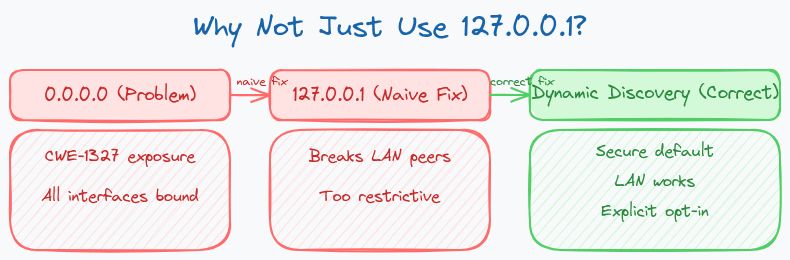 Why Not Just Use 127.0.0.1?
0.0.0.0 (Problem)
naive fix
127.0.0.1 (Naive Fix)
correct fix
Dynamic Discovery (Correct)
CWE-1327 exposure
All interfaces bound
Breaks LAN peers
Too restrictive
Secure default
LAN works
Explicit opt-in